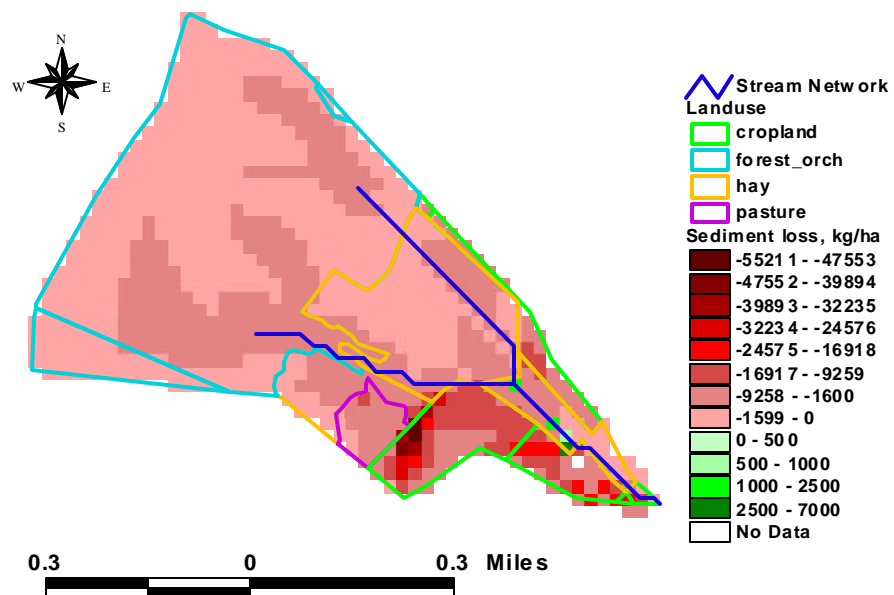 N
W E
S
Stream Network
Landuse
cropland
forest_orch
hay
pasture
Sediment loss, kg/ha
-55211 - -47553
-47552 - -39894
-39893 - -32235
-32234 - -24576
-24575 - -16918
-16917 - -9259
-9258 - -1600
-1599 - 0
0 - 500
500 - 1000
1000 - 2500
2500 - 7000
No Data
0.3 0 0.3 Miles